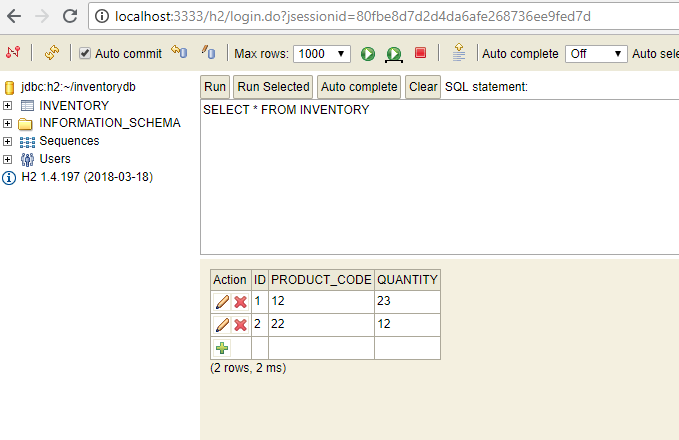 localhost:3333/h2/login.do?jsessionid=80fbe8d7d2d4da6afe268736ee9fed7d
Auto commit Max rows: 1000 Auto complete Off Auto sele
jdbc:h2:~/inventorydb
INVENTORY
INFORMATION_SCHEMA
Sequences
Users
H2 1.4.197 (2018-03-18)
Run Run Selected Auto complete Clear SQL statement:
SELECT * FROM INVENTORY
Action ID PRODUCT_CODE QUANTITY
1 12 23
2 22 12
(2 rows, 2 ms)